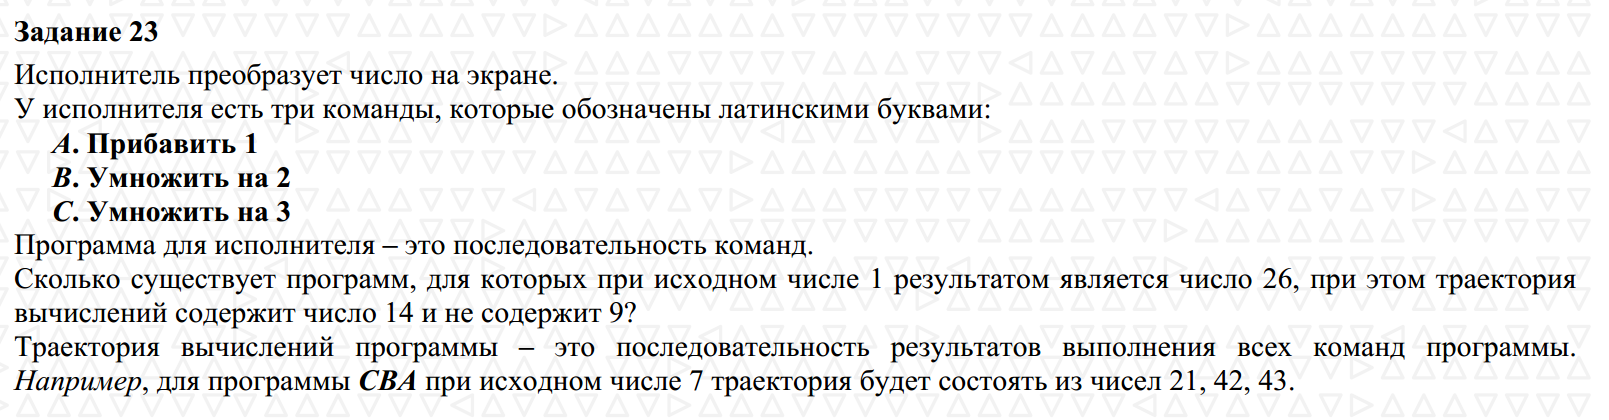 Задание 23
Исполнитель преобразует число на экране.
У исполнителя есть три команды, которые обозначены латинскими буквами:
A. Прибавить 1
B. Умножить на 2
C. Умножить на 3
Программа для исполнителя – это последовательность команд.
Сколько существует программ, для которых при исходном числе 1 результатом является число 26, при этом траектория
вычислений содержит число 14 и не содержит 9?
Траектория вычислений программы – это последовательность результатов выполнения всех команд программы.
Например, для программы CBA при исходном числе 7 траектория будет состоять из чисел 21, 42, 43.